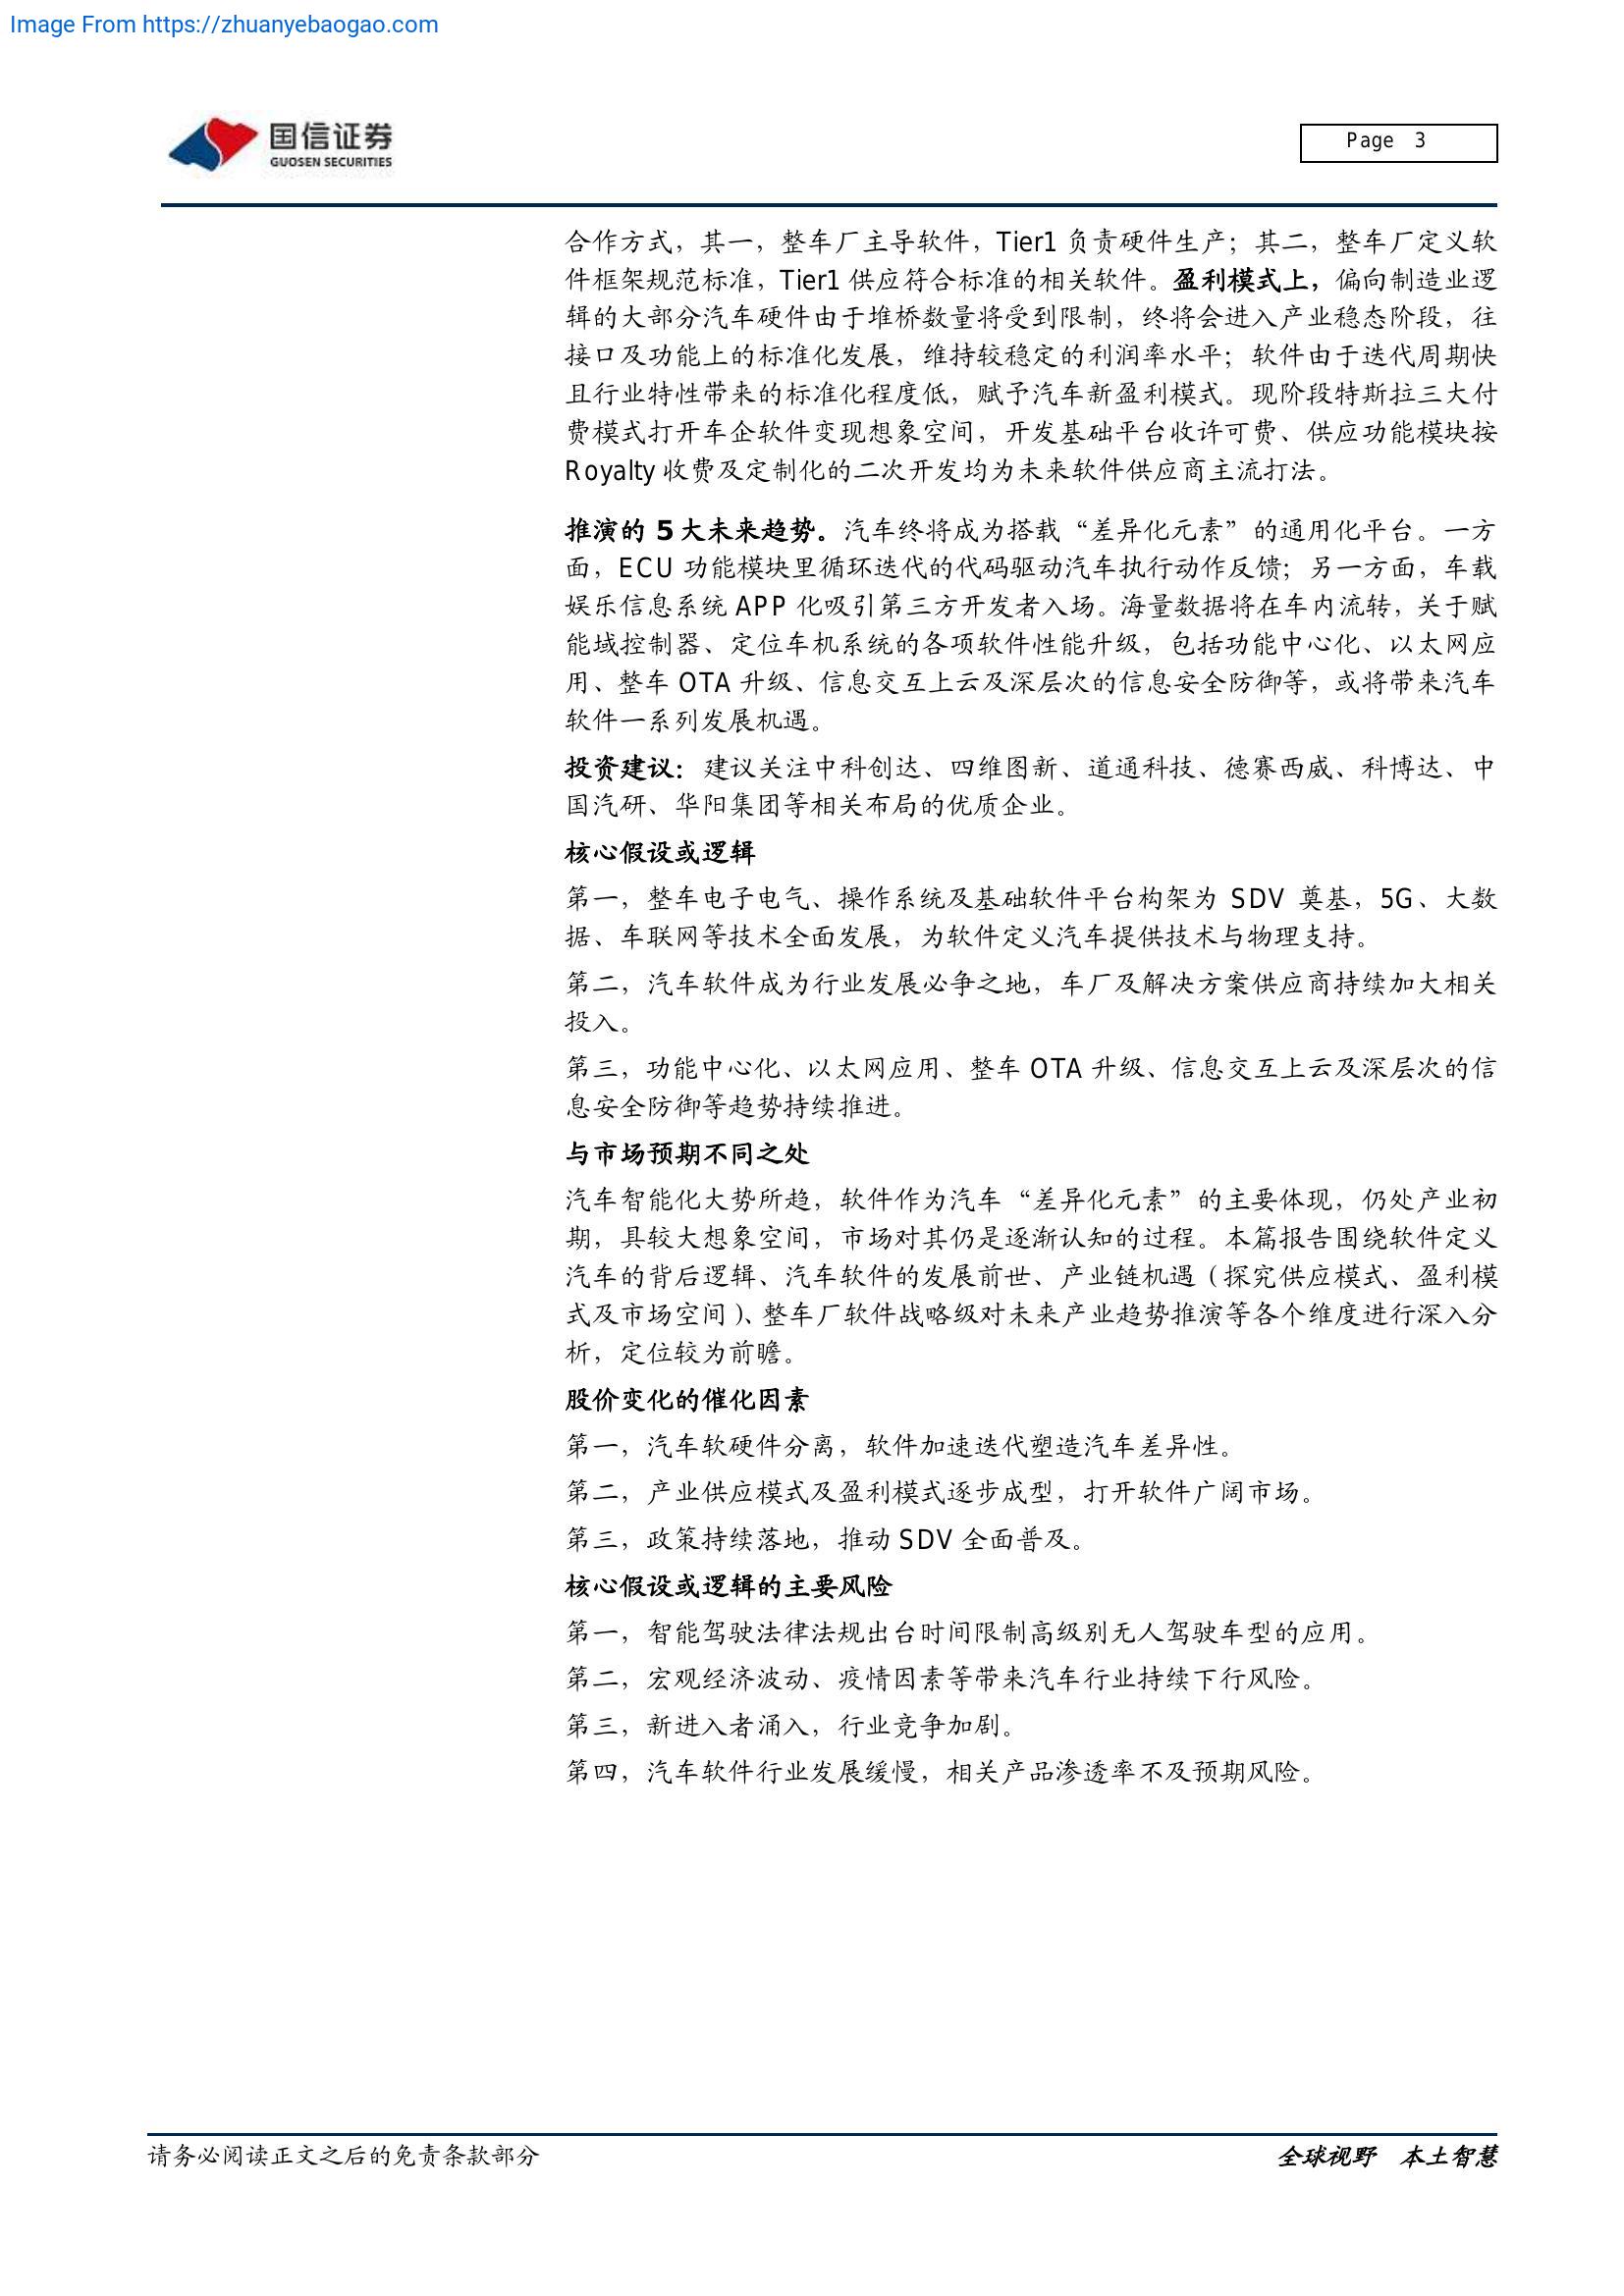 Image From https://zhuanyebaogao.com
国信证券
GUOSEN SECURITIES
Page 3
合作方式，其一，整车厂主导软件，Tier1 负责硬件生产；其二，整车厂定义软
件框架规范标准，Tier1 供应符合标准的相关软件。盈利模式上，偏向制造业逻
辑的大部分汽车硬件由于堆桥数量将受到限制，终将会进入产业稳态阶段，往
接口及功能上的标准化发展，维持较稳定的利润率水平；软件由于迭代周期快
且行业特性带来的标准化程度低，赋予汽车新盈利模式。现阶段特斯拉三大付
费模式打开车企软件变现想象空间，开发基础平台收许可费、供应功能模块按
Royalty 收费及定制化的二次开发均为未来软件供应商主流打法。
推演的 5 大未来趋势。汽车终将成为搭载“差异化元素”的通用化平台。一方
面，ECU 功能模块里循环迭代的代码驱动汽车执行动作反馈；另一方面，车载
娱乐信息系统 APP 化吸引第三方开发者入场。海量数据将在车内流转，关于赋
能域控制器、定位车机系统的各项软件性能升级，包括功能中心化、以太网应
用、整车 OTA 升级、信息交互上云及深层次的信息安全防御等，或将带来汽车
软件一系列发展机遇。
投资建议：建议关注中科创达、四维图新、道通科技、德赛西威、科博达、中
国汽研、华阳集团等相关布局的优质企业。
核心假设或逻辑
第一，整车电子电气、操作系统及基础软件平台构架为 SDV 奠基，5G、大数
据、车联网等技术全面发展，为软件定义汽车提供技术与物理支持。
第二，汽车软件成为行业发展必争之地，车厂及解决方案供应商持续加大相关
投入。
第三，功能中心化、以太网应用、整车 OTA 升级、信息交互上云及深层次的信
息安全防御等趋势持续推进。
与市场预期不同之处
汽车智能化大势所趋，软件作为汽车“差异化元素”的主要体现，仍处产业初
期，具较大想象空间，市场对其仍是逐渐认知的过程。本篇报告围绕软件定义
汽车的背后逻辑、汽车软件的发展前世、产业链机遇（探究供应模式、盈利模
式及市场空间）、整车厂软件战略级对未来产业趋势推演等各个维度进行深入分
析，定位较为前瞻。
股价变化的催化因素
第一，汽车软硬件分离，软件加速迭代塑造汽车差异性。
第二，产业供应模式及盈利模式逐步成型，打开软件广阔市场。
第三，政策持续落地，推动 SDV 全面普及。
核心假设或逻辑的主要风险
第一，智能驾驶法律法规出台时间限制高级别无人驾驶车型的应用。
第二，宏观经济波动、疫情因素等带来汽车行业持续下行风险。
第三，新进入者涌入，行业竞争加剧。
第四，汽车软件行业发展缓慢，相关产品渗透率不及预期风险。
请务必阅读正文之后的免责条款部分
全球视野 本土智慧